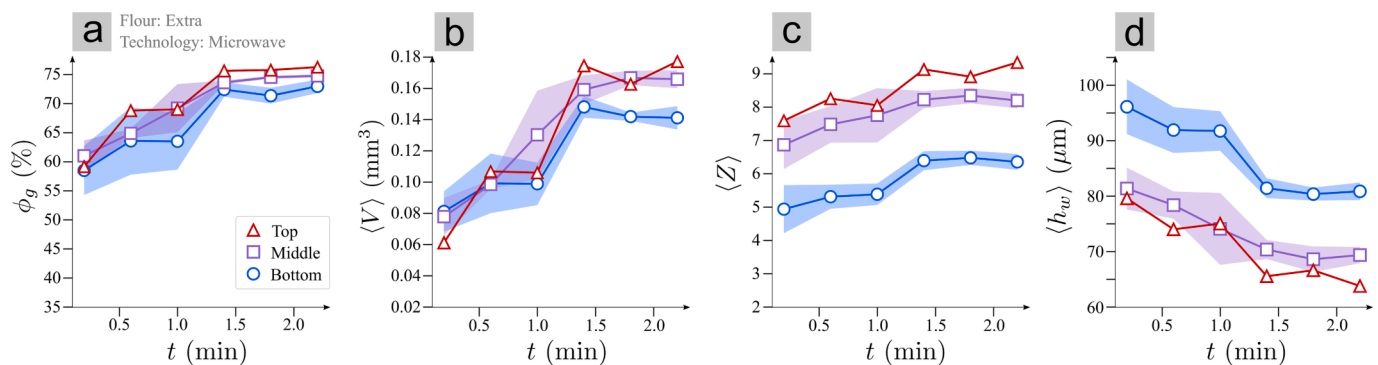 a
Flour: Extra
Technology: Microwave
75
70
65
60
55
50
45
40
35
ϕg (%)
0.5 1.0 1.5 2.0
t (min)
Top
Middle
Bottom
b
0.18
0.16
0.14
0.12
0.10
0.08
0.06
0.04
0.02
⟨V⟩ (mm³)
0.5 1.0 1.5 2.0
t (min)
c
9
8
7
6
5
4
3
2
⟨Z⟩
0.5 1.0 1.5 2.0
t (min)
d
100
90
80
70
60
⟨hw⟩ (μm)
0.5 1.0 1.5 2.0
t (min)